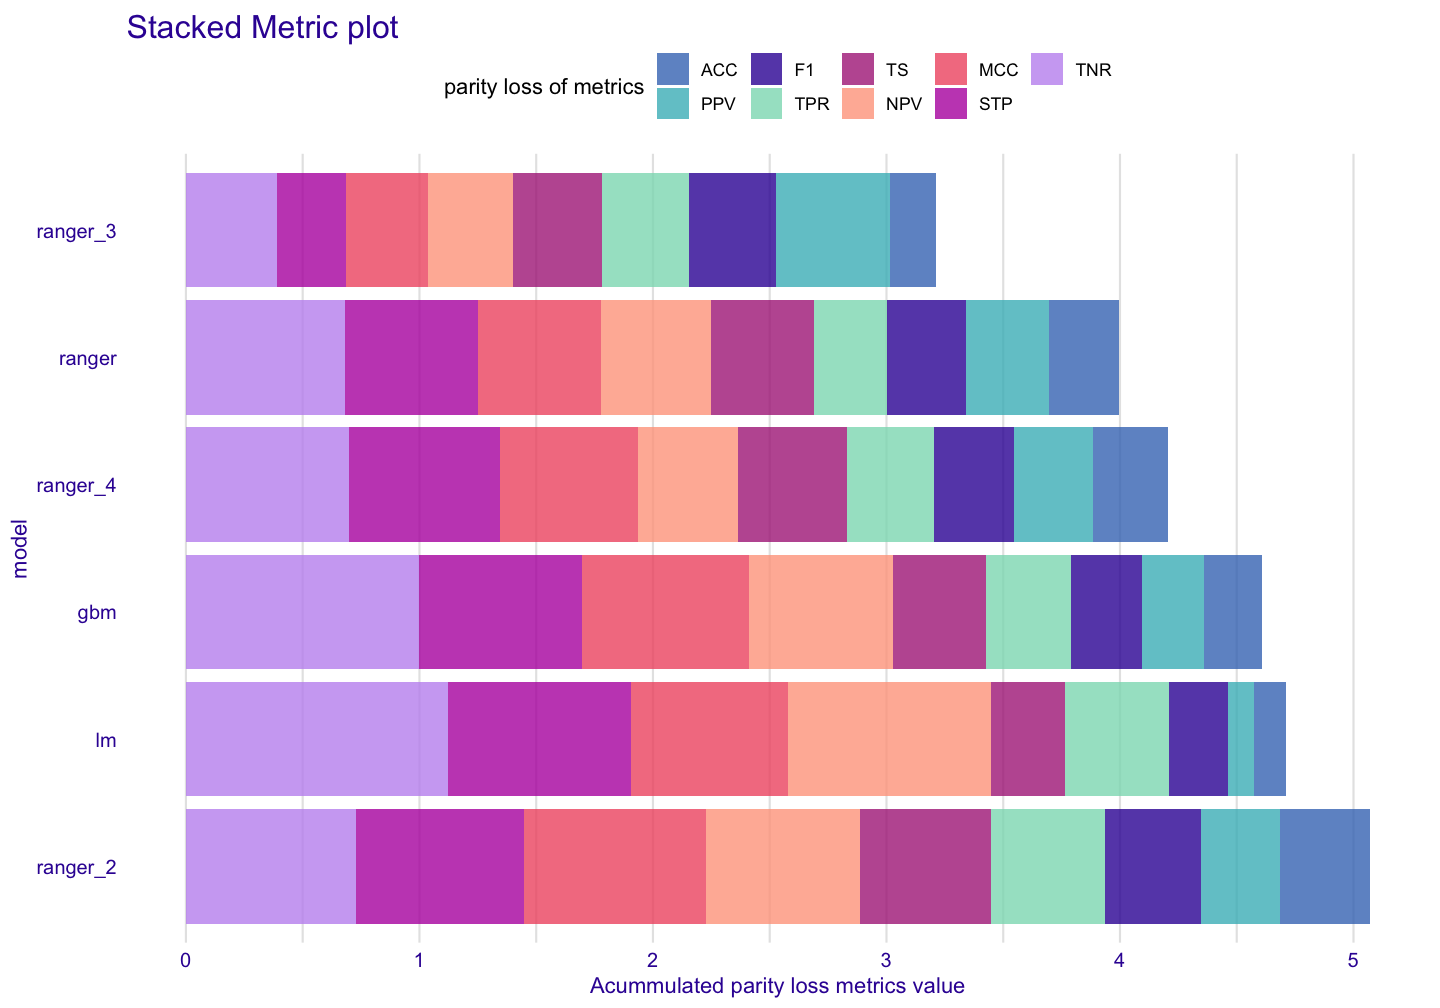 Stacked Metric plot
parity loss of metrics
ACC F1 TS MCC TNR
PPV TPR NPV STP
ranger_3
ranger
ranger_4
gbm
lm
ranger_2
model
0 1 2 3 4 5
Acummulated parity loss metrics value